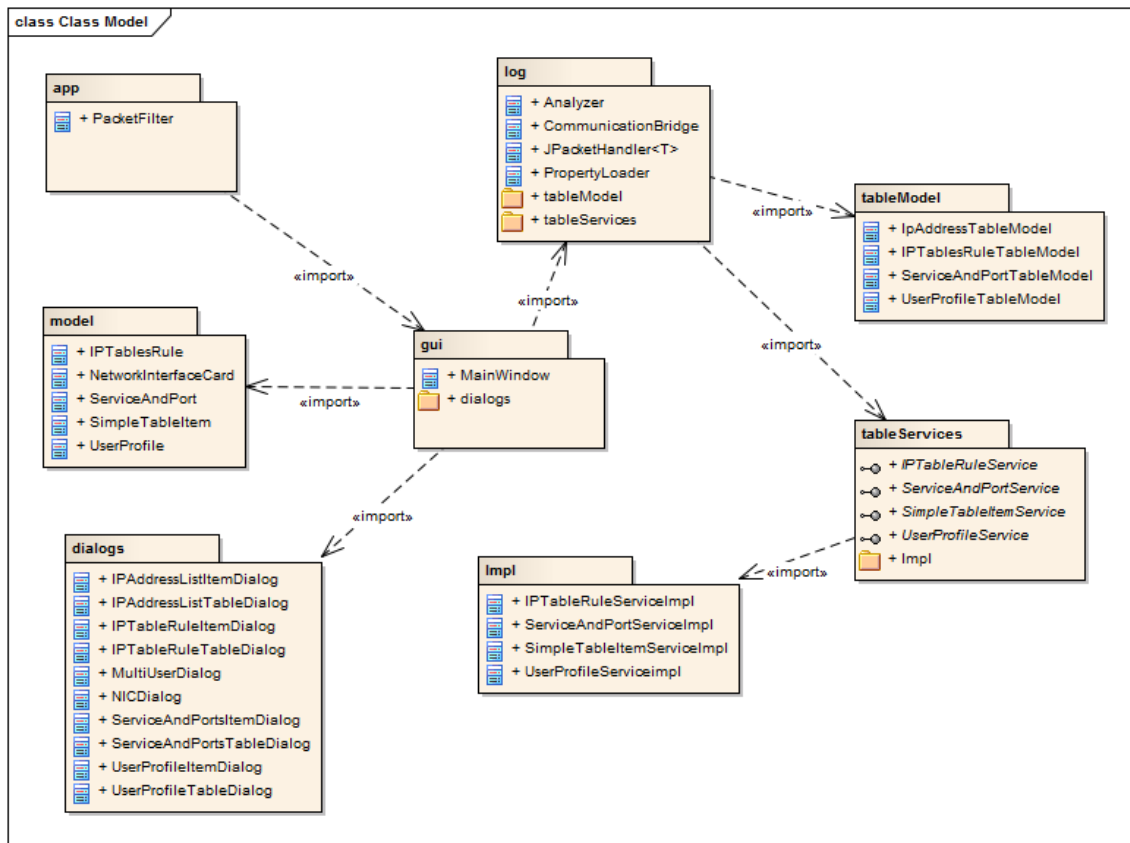 class Class Model
app
+ PacketFilter
log
+ Analyzer
+ CommunicationBridge
+ JPacketHandler<T>
+ PropertyLoader
+ tableModel
+ tableServices
«import»
tableModel
+ IpAddressTableModel
+ IPTablesRuleTableModel
+ ServiceAndPortTableModel
+ UserProfileTableModel
«import»
«import»
«import»
model
+ IPTablesRule
+ NetworkInterfaceCard
+ ServiceAndPort
+ SimpleTableItem
+ UserProfile
«import»
gui
+ MainWindow
+ dialogs
tableServices
+ IPTableRuleService
+ ServiceAndPortService
+ SimpleTableItemService
+ UserProfileService
+ Impl
«import»
«import»
dialogs
+ IPAddressListItemDialog
+ IPAddressListTableDialog
+ IPTableRuleItemDialog
+ IPTableRuleTableDialog
+ MultiUserDialog
+ NICDialog
+ ServiceAndPortsItemDialog
+ ServiceAndPortsTableDialog
+ UserProfileItemDialog
+ UserProfileTableDialog
Impl
+ IPTableRuleServiceImpl
+ ServiceAndPortServiceImpl
+ SimpleTableItemServiceImpl
+ UserProfileServiceimpl